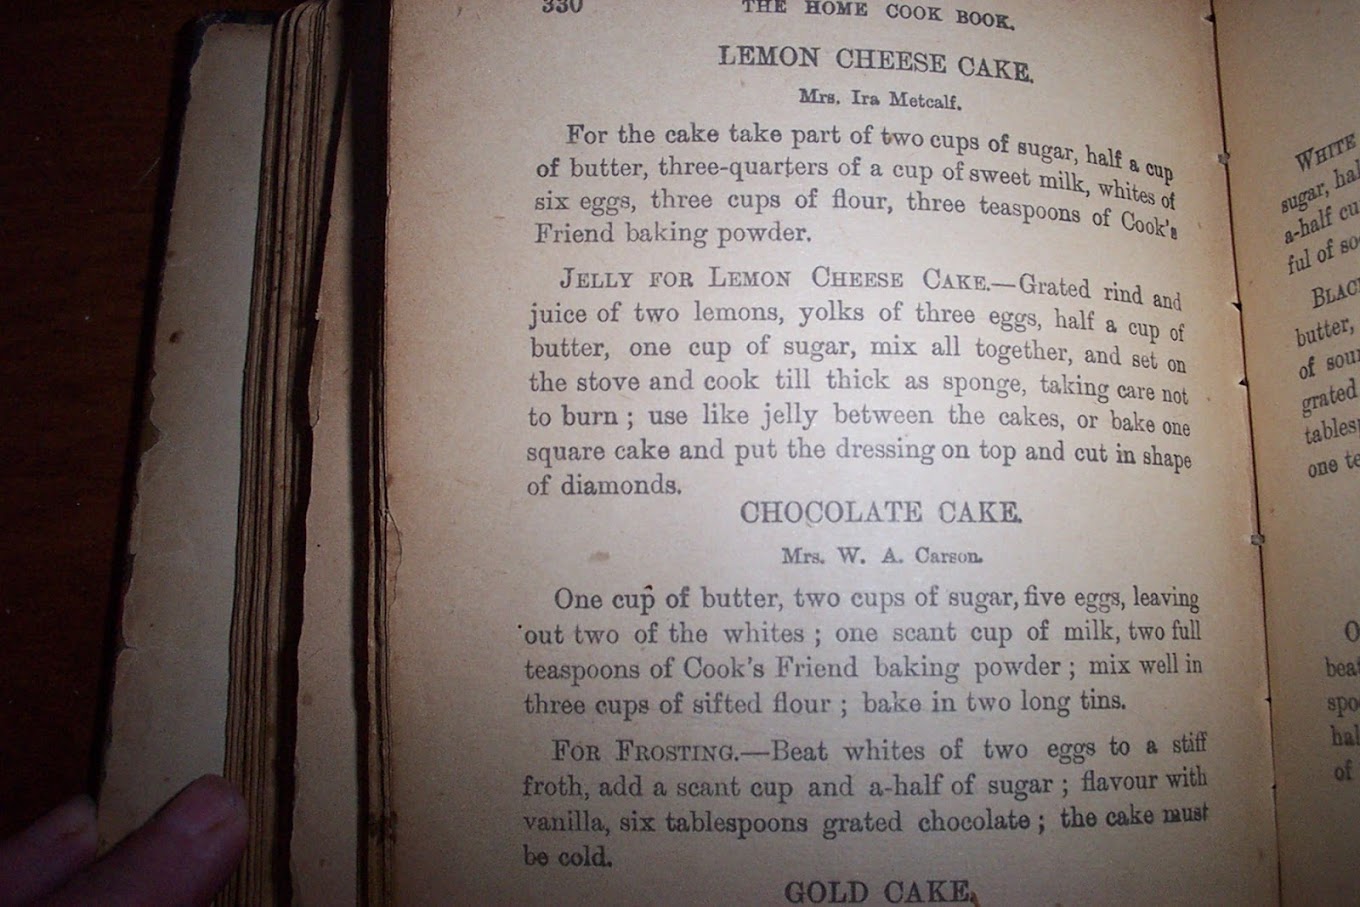 330 THE HOME COOK BOOK.
LEMON CHEESE CAKE.
Mrs. Ira Metcalf.
For the cake take part of two cups of sugar, half a cup
of butter, three-quarters of a cup of sweet milk, whites of
six eggs, three cups of flour, three teaspoons of Cook's
Friend baking powder.
JELLY FOR LEMON CHEESE CAKE.—Grated rind and
juice of two lemons, yolks of three eggs, half a cup of
butter, one cup of sugar, mix all together, and set on
the stove and cook till thick as sponge, taking care not
to burn ; use like jelly between the cakes, or bake one
square cake and put the dressing on top and cut in shape
of diamonds.
CHOCOLATE CAKE.
Mrs. W. A. Carson.
One cup of butter, two cups of sugar, five eggs, leaving
out two of the whites ; one scant cup of milk, two full
teaspoons of Cook's Friend baking powder ; mix well in
three cups of sifted flour ; bake in two long tins.
FOR FROSTING.—Beat whites of two eggs to a stiff
froth, add a scant cup and a-half of sugar ; flavour with
vanilla, six tablespoons grated chocolate ; the cake must
be cold.
GOLD CAKE.
WHITE
sugar,
a-half
ful of
butter,
of
grated
one
of